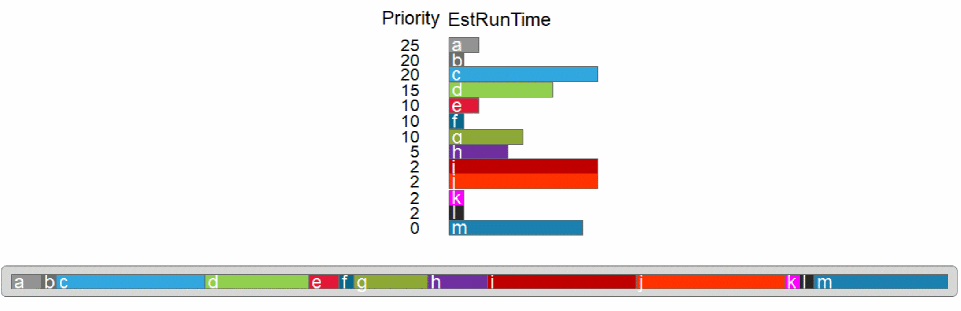 Priority EstRunTime
25 a
20 b
20 c
15 d
10 e
10 f
10 g
5 h
2 i
2 j
2 k
2 l
0 m
a b c d e f g h i j k l m